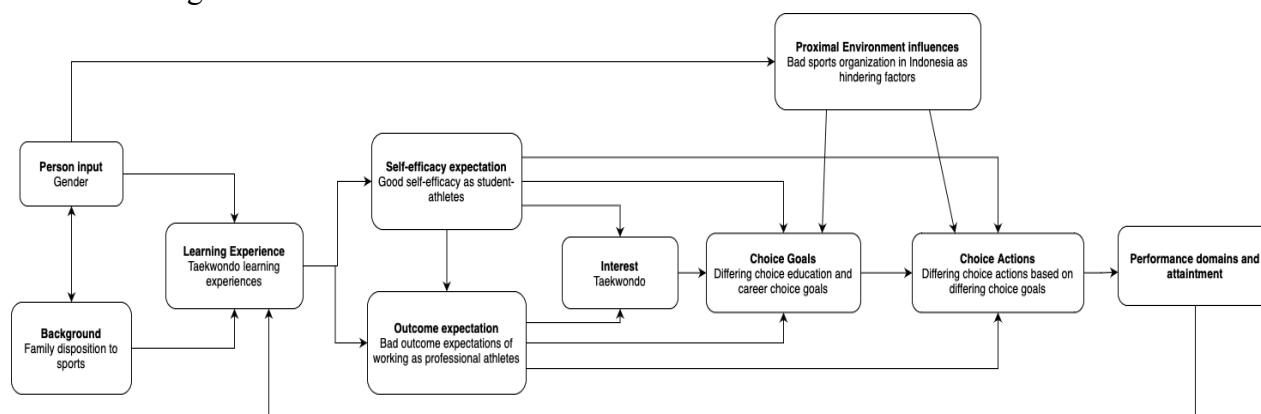 Proximal Environment influences
Bad sports organization in Indonesia as
hindering factors
Person input
Gender
Self-efficacy expectation
Good self-efficacy as student-
athletes
Learning Experience
Taekwondo learning
experiences
Interest
Taekwondo
Choice Goals
Differing choice education and
career choice goals
Choice Actions
Differing choice actions based on
differing choice goals
Performance domains and
attaintment
Background
Family disposition to
sports
Outcome expectation
Bad outcome expectations of
working as professional athletes